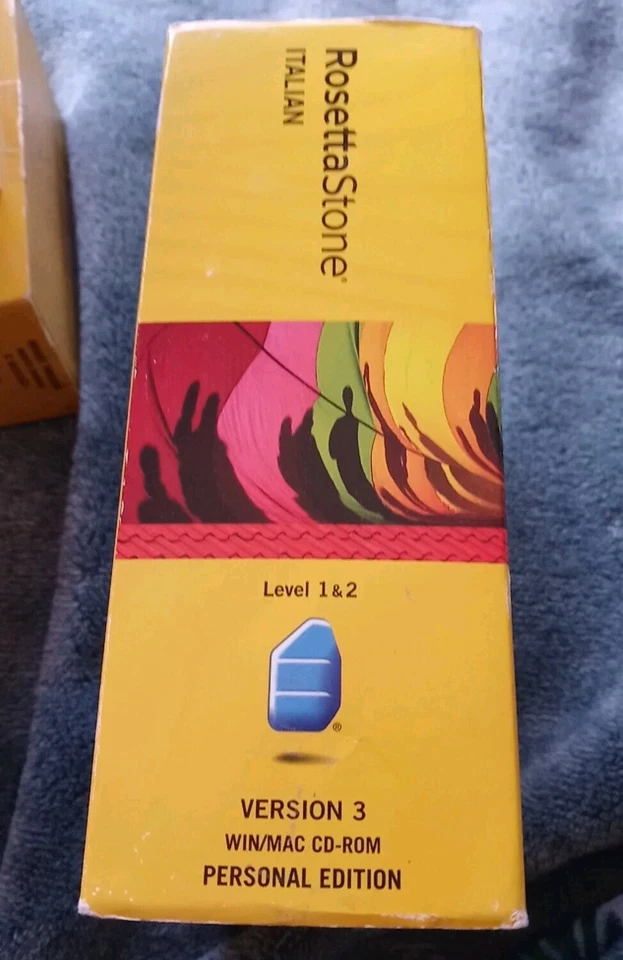 RosettaStone®
ITALIAN
Level 1 & 2
®
VERSION 3
WIN/MAC CD-ROM
PERSONAL EDITION